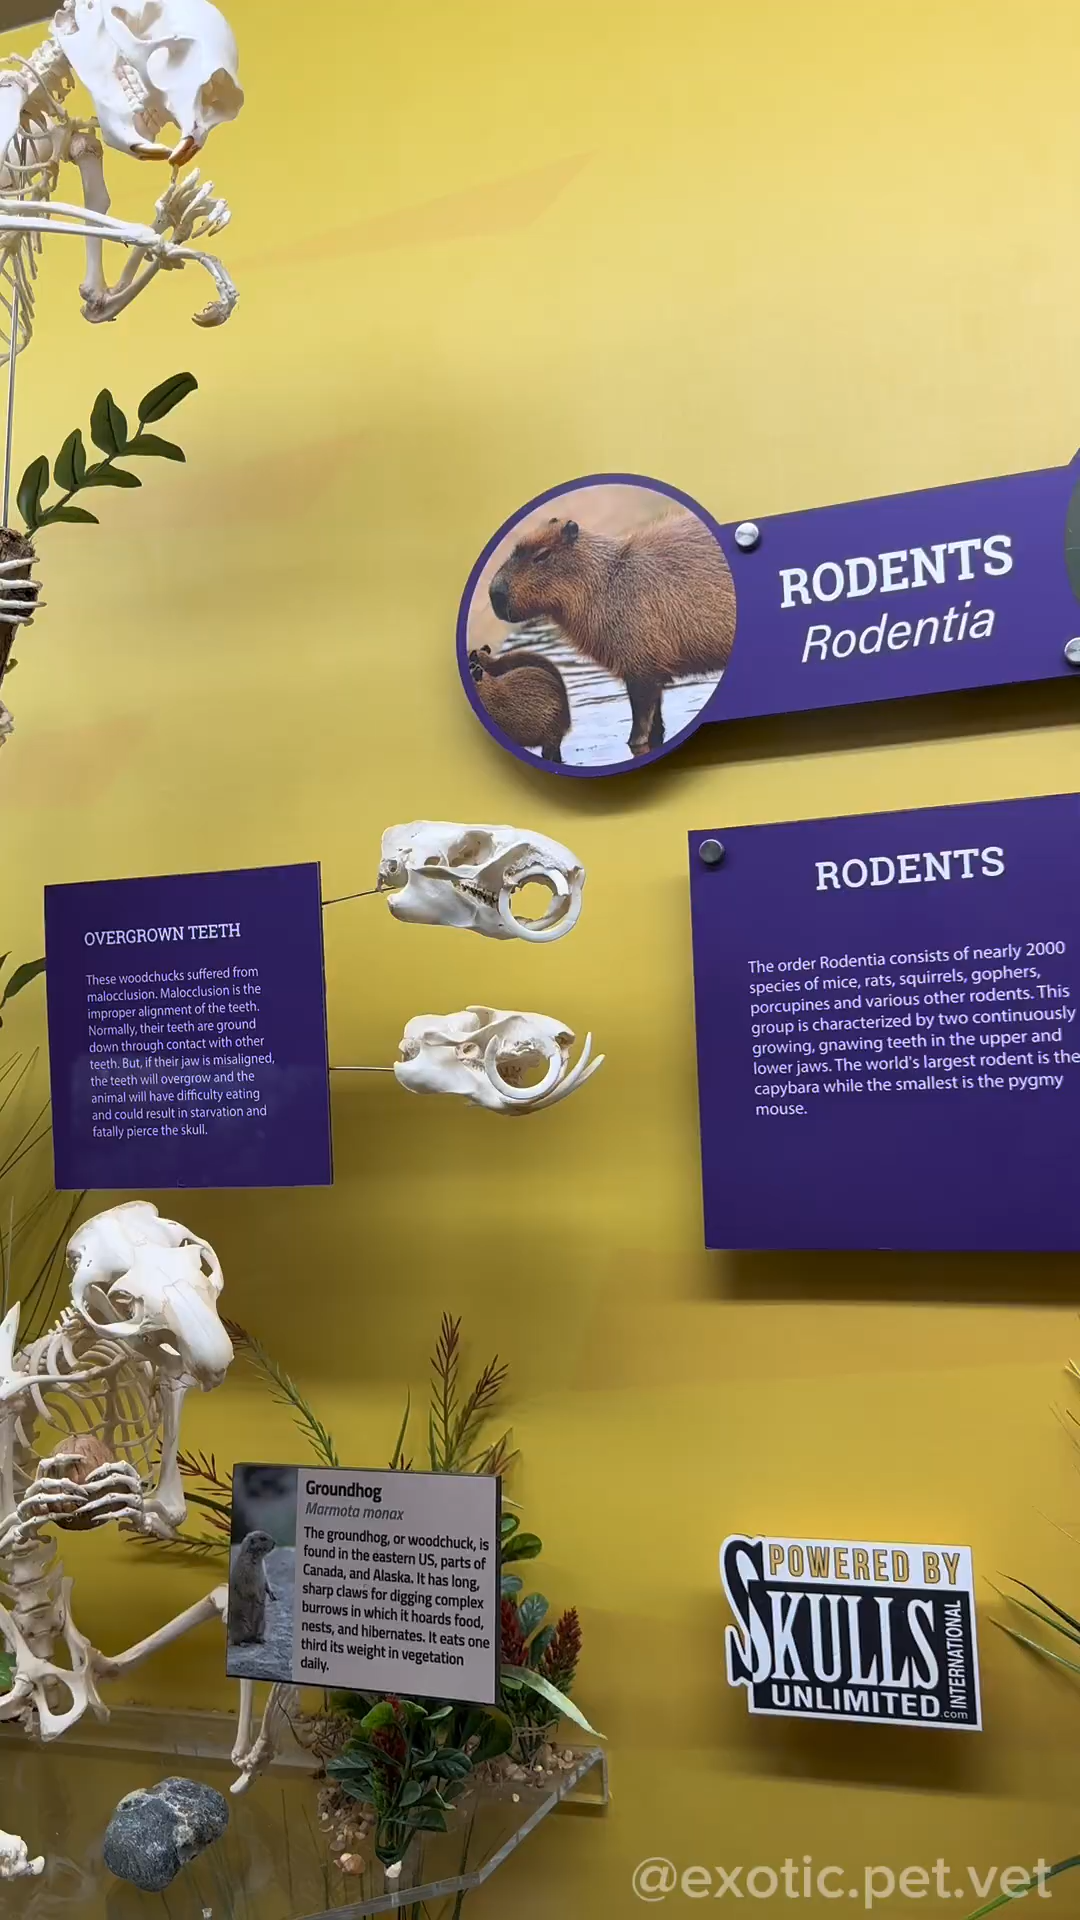 RODENTS
Rodentia
OVERGROWN TEETH
These woodchucks suffered from
malocclusion. Malocclusion is the
improper alignment of the teeth.
Normally, their teeth are ground
down through contact with other
teeth. But, if their jaw is misaligned,
the teeth will overgrow and the
animal will have difficulty eating
and could result in starvation and
fatally pierce the skull.
RODENTS
The order Rodentia consists of nearly 2000
species of mice, rats, squirrels, gophers,
porcupines and various other rodents. This
group is characterized by two continuously
growing, gnawing teeth in the upper and
lower jaws. The world's largest rodent is the
capybara while the smallest is the pygmy
mouse.
Groundhog
Marmota monax
The groundhog, or woodchuck, is
found in the eastern US, parts of
Canada, and Alaska. It has long,
sharp claws for digging complex
burrows in which it hoards food,
nests, and hibernates. It eats one
third its weight in vegetation
daily.
POWERED BY
SKULLS
UNLIMITED.com
INTERNATIONAL
@exotic.pet.vet